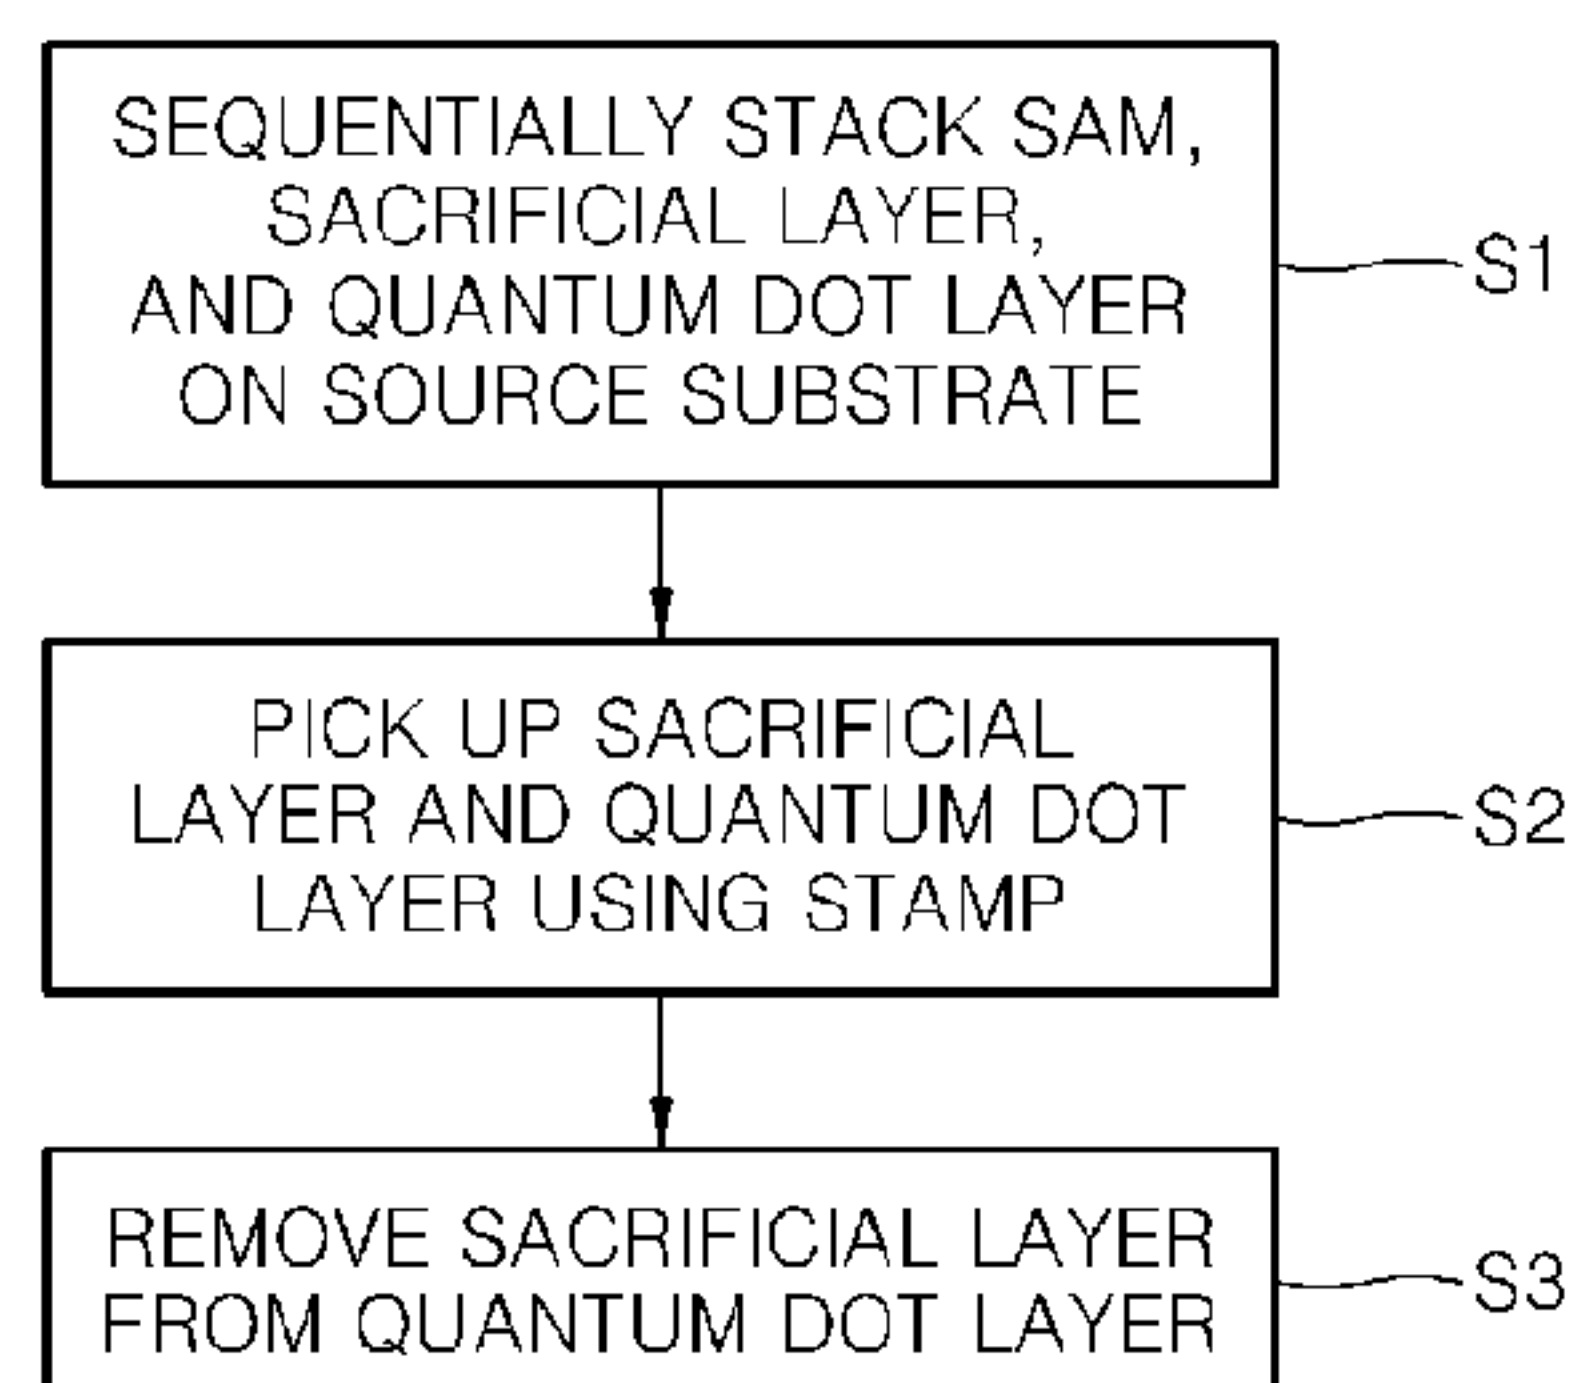 SEQUENTIALLY STACK SAM,
SACRIFICIAL LAYER,
AND QUANTUM DOT LAYER
ON SOURCE SUBSTRATE
S1
PICK UP SACRIFICIAL
LAYER AND QUANTUM DOT
LAYER USING STAMP
S2
REMOVE SACRIFICIAL LAYER
FROM QUANTUM DOT LAYER
S3